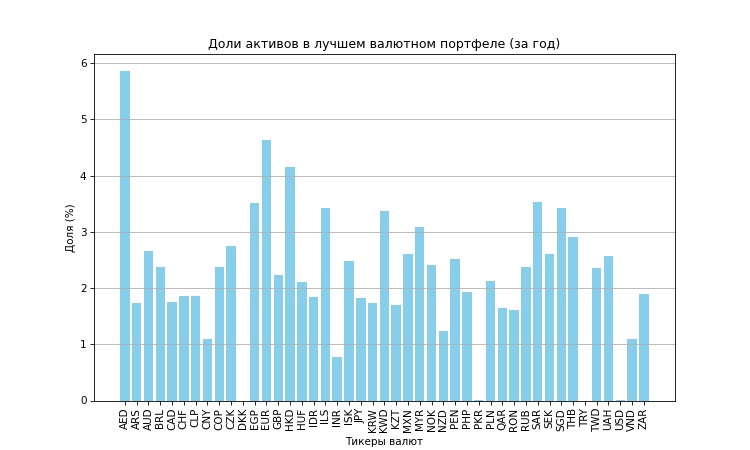 Доли активов в лучшем валютном портфеле (за год)
Доля (%)
6
5
4
3
2
1
0
AED
ARS
AUD
BRL
CAD
CHF
CLP
CNY
COP
CZK
DKK
EGP
EUR
GBP
HKD
HUF
IDR
ILS
INR
ISK
JPY
KRW
KWD
KZT
MXN
MYR
NOK
NZD
PEN
PHP
PKR
PLN
QAR
RON
RUB
SAR
SEK
SGD
THB
TRY
TWD
UAH
USD
VND
ZAR
Тикеры валют